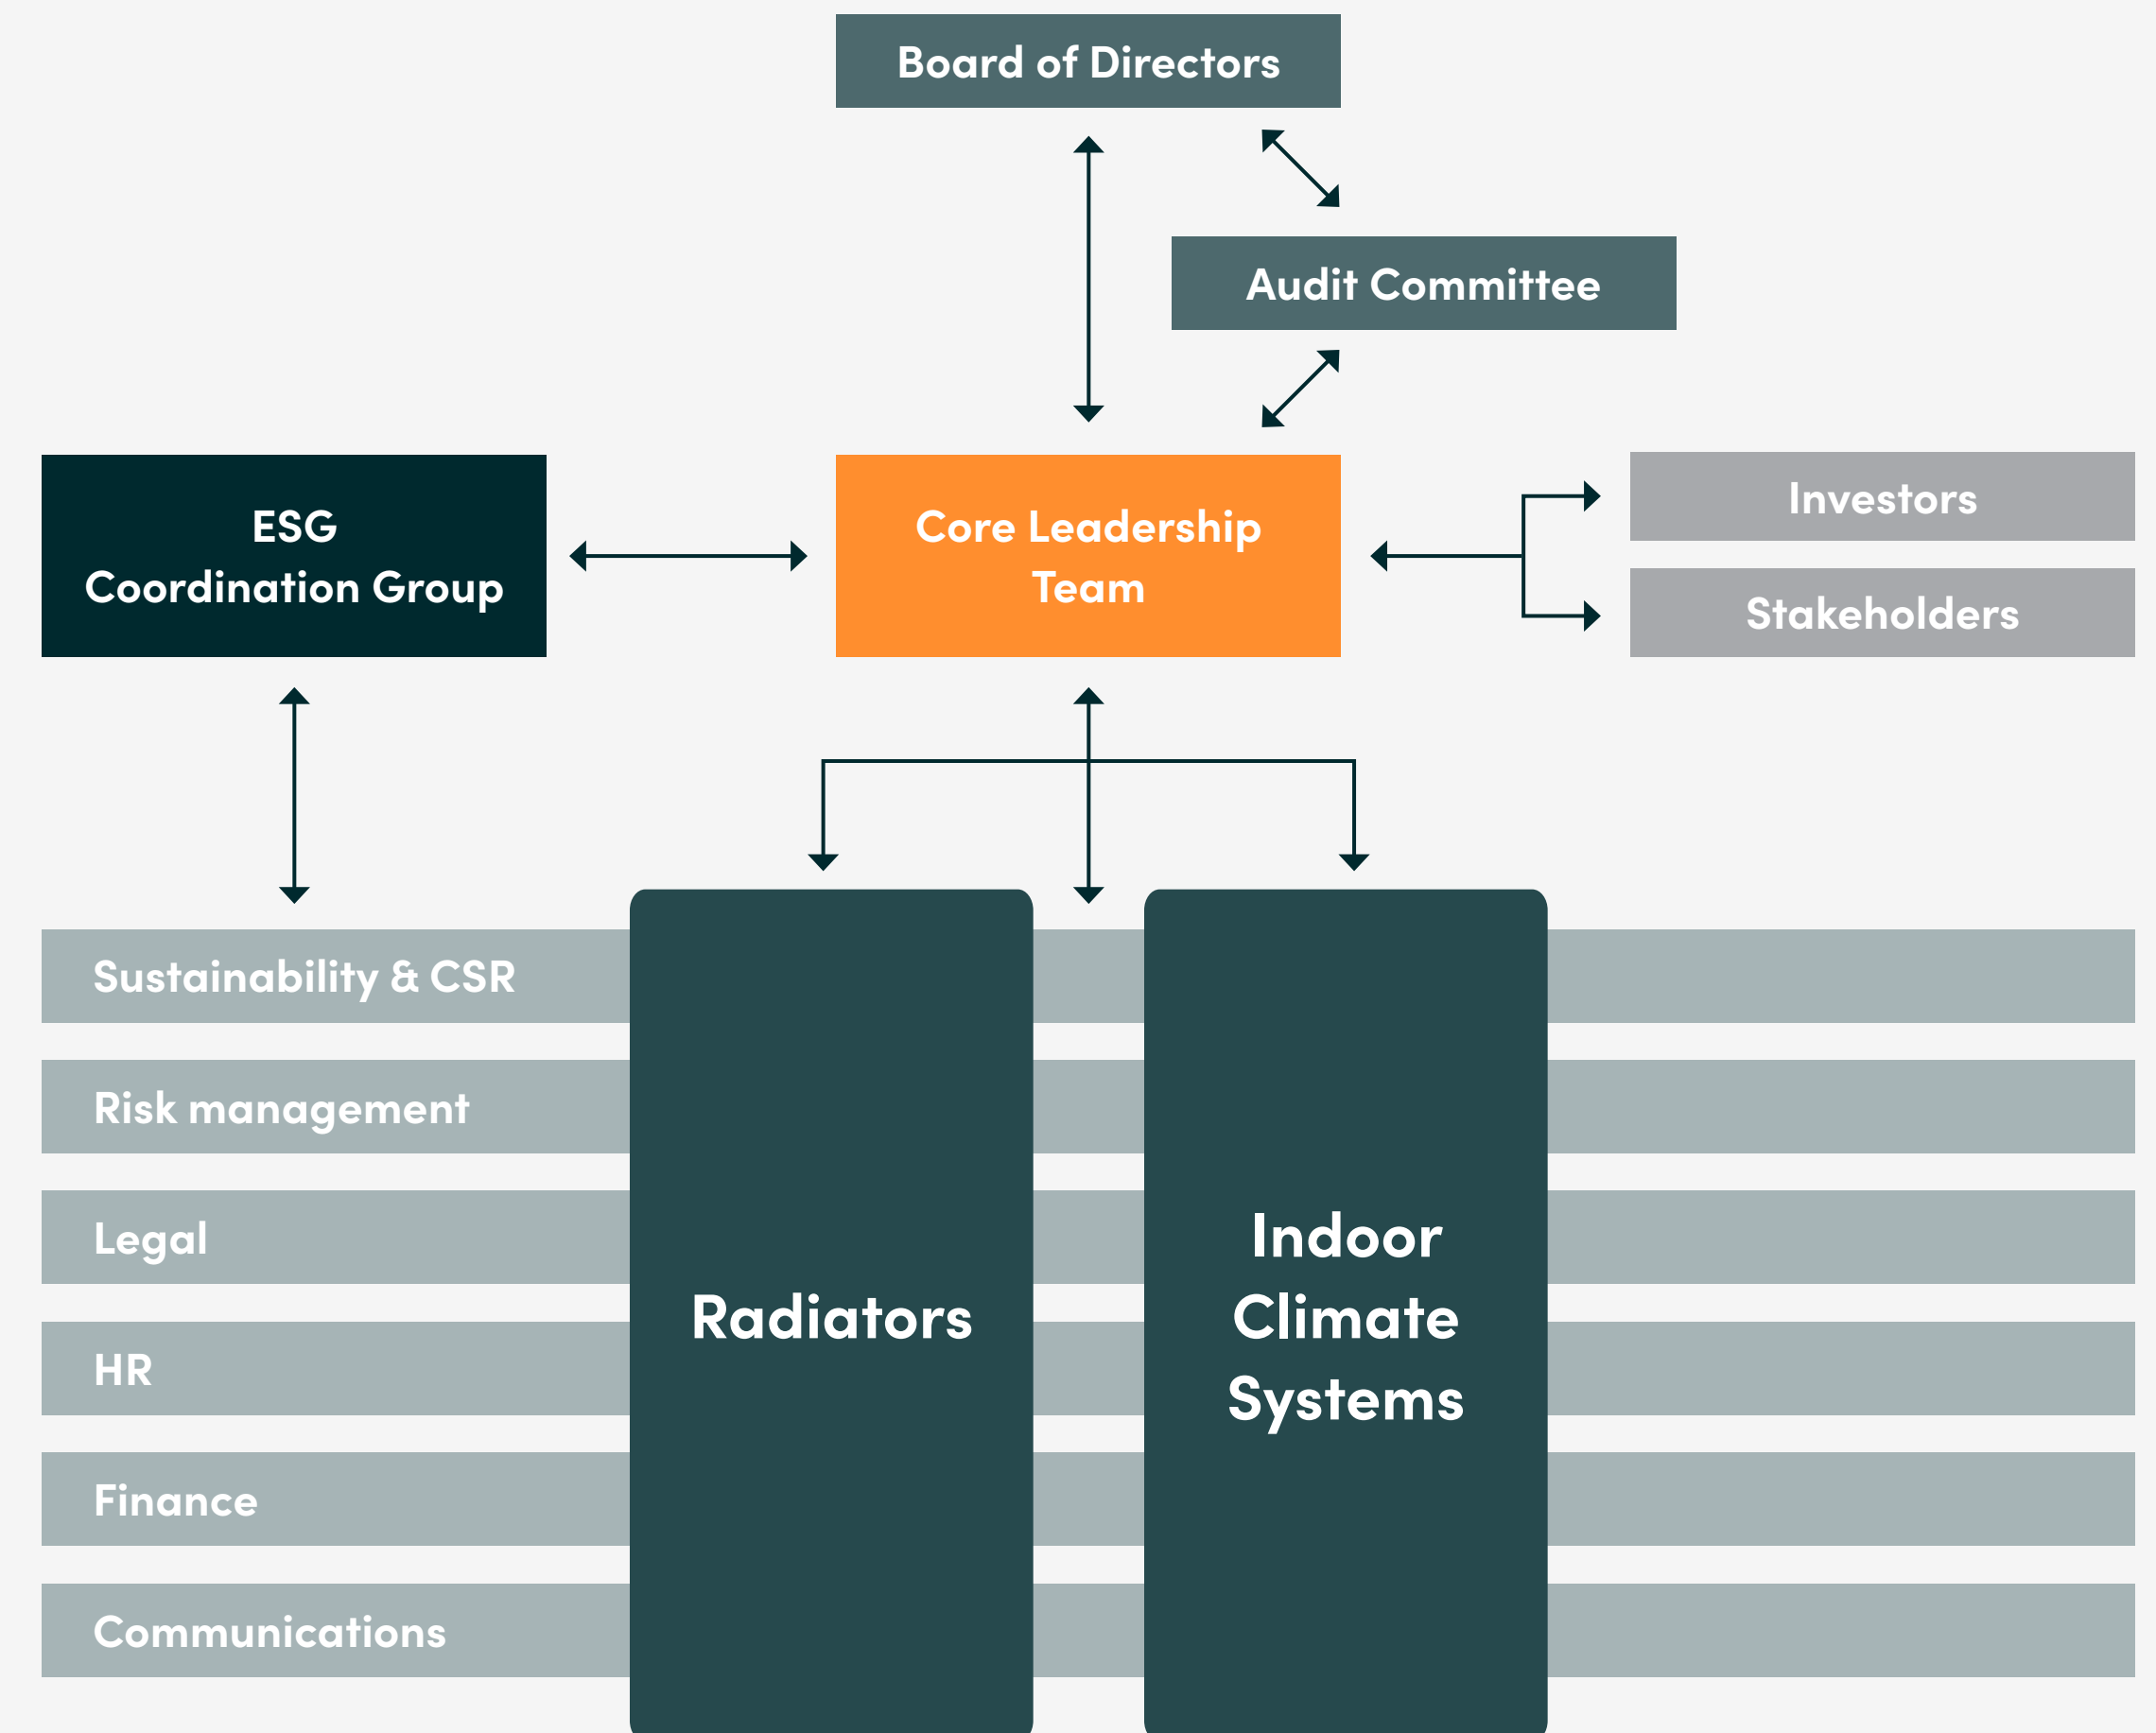 Board of Directors
Audit Committee
ESG
Coordination Group
Core Leadership
Team
Investors
Stakeholders
Sustainability & CSR
Risk management
Legal
HR
Finance
Communications
Radiators
Indoor
Climate
Systems